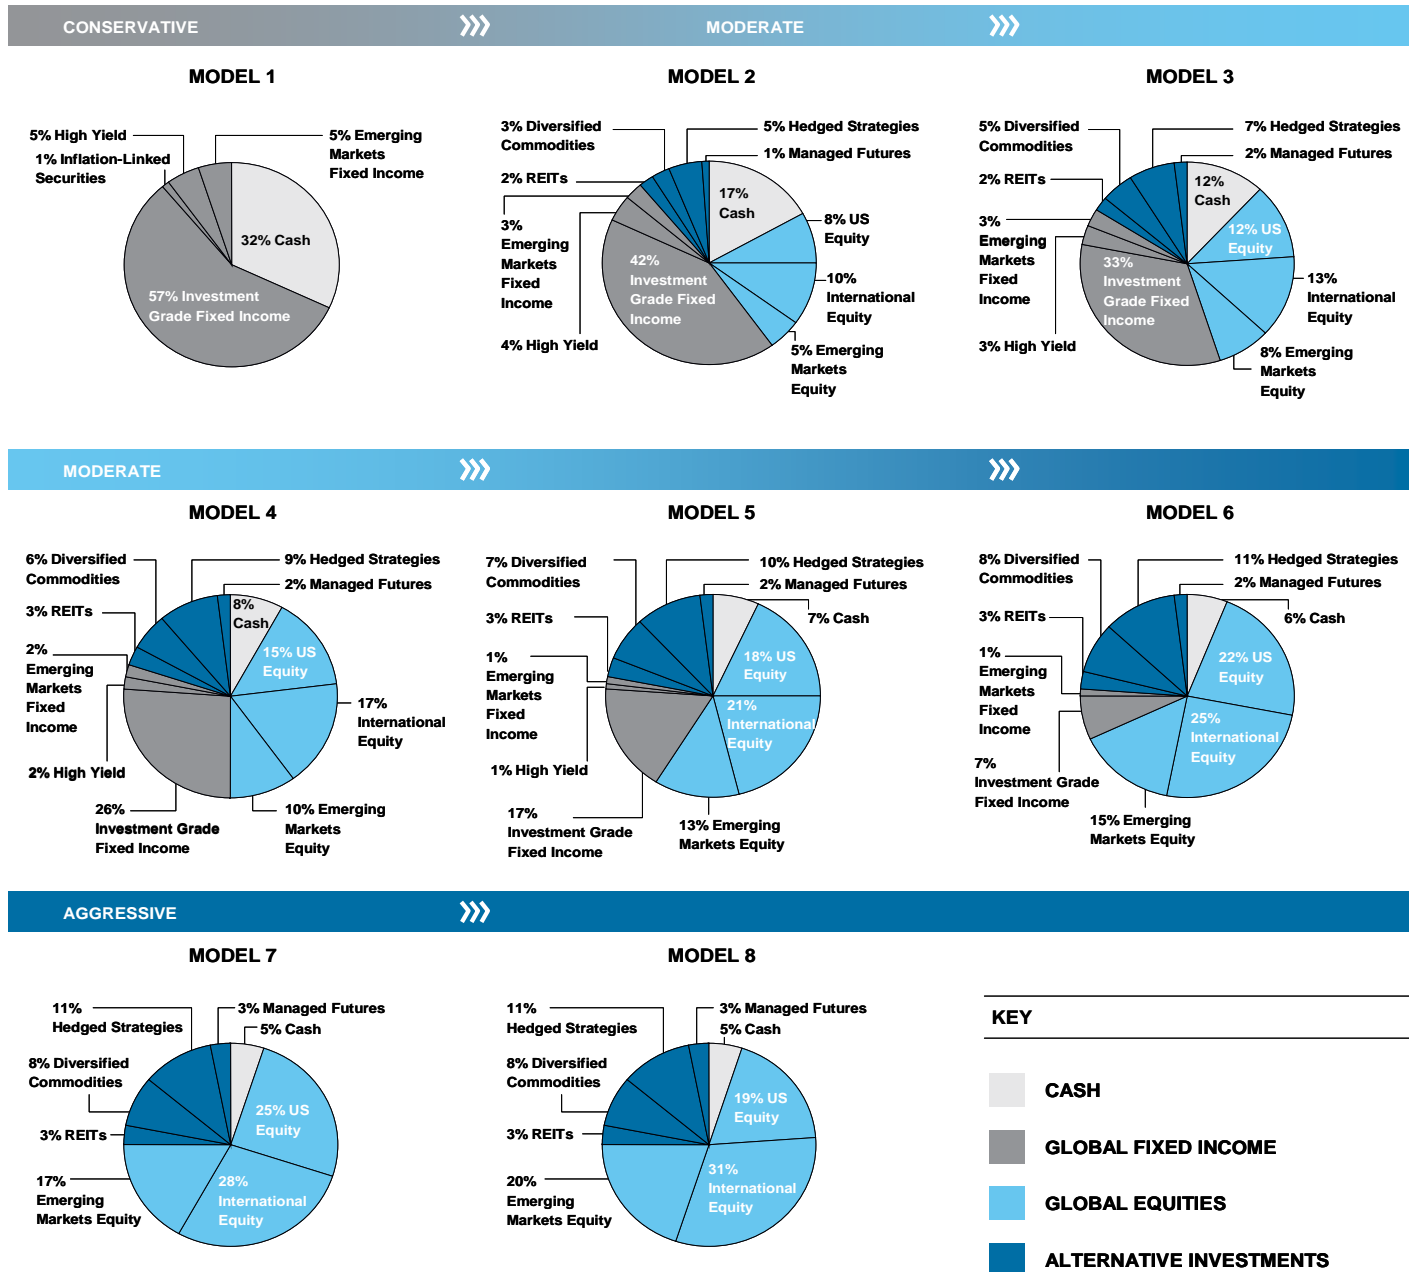 CONSERVATIVE
MODERATE
MODEL 1
5% High Yield
1% Inflation-Linked
Securities
5% Emerging
Markets
Fixed Income
32% Cash
57% Investment
Grade Fixed Income
MODEL 2
3% Diversified
Commodities
5% Hedged Strategies
1% Managed Futures
2% REITs
17%
Cash
3%
Emerging
Markets
Fixed
Income
8% US
Equity
42%
Investment
Grade Fixed
Income
10%
International
Equity
4% High Yield
5% Emerging
Markets
Equity
MODEL 3
5% Diversified
Commodities
7% Hedged Strategies
2% Managed Futures
2% REITs
12%
Cash
3%
Emerging
Markets
Fixed
Income
12% US
Equity
33%
Investment
Grade Fixed
Income
13%
International
Equity
3% High Yield
8% Emerging
Markets
Equity
MODERATE
MODEL 4
6% Diversified
Commodities
9% Hedged Strategies
2% Managed Futures
3% REITs
8%
Cash
2%
Emerging
Markets
Fixed
Income
15% US
Equity
17%
International
Equity
2% High Yield
26%
Investment Grade
Fixed Income
10% Emerging
Markets
Equity
MODEL 5
7% Diversified
Commodities
10% Hedged Strategies
2% Managed Futures
3% REITs
7% Cash
1%
Emerging
Markets
Fixed
Income
18% US
Equity
21%
International
Equity
1% High Yield
17%
Investment Grade
Fixed Income
13% Emerging
Markets Equity
MODEL 6
8% Diversified
Commodities
11% Hedged Strategies
2% Managed Futures
3% REITs
6% Cash
1%
Emerging
Markets
Fixed
Income
22% US
Equity
25%
International
Equity
7%
Investment Grade
Fixed Income
15% Emerging
Markets Equity
AGGRESSIVE
MODEL 7
11%
Hedged Strategies
3% Managed Futures
5% Cash
8% Diversified
Commodities
25% US
Equity
3% REITs
17%
Emerging
Markets Equity
28%
International
Equity
MODEL 8
11%
Hedged Strategies
3% Managed Futures
5% Cash
8% Diversified
Commodities
19% US
Equity
3% REITs
20%
Emerging
Markets Equity
31%
International
Equity
KEY
CASH
GLOBAL FIXED INCOME
GLOBAL EQUITIES
ALTERNATIVE INVESTMENTS